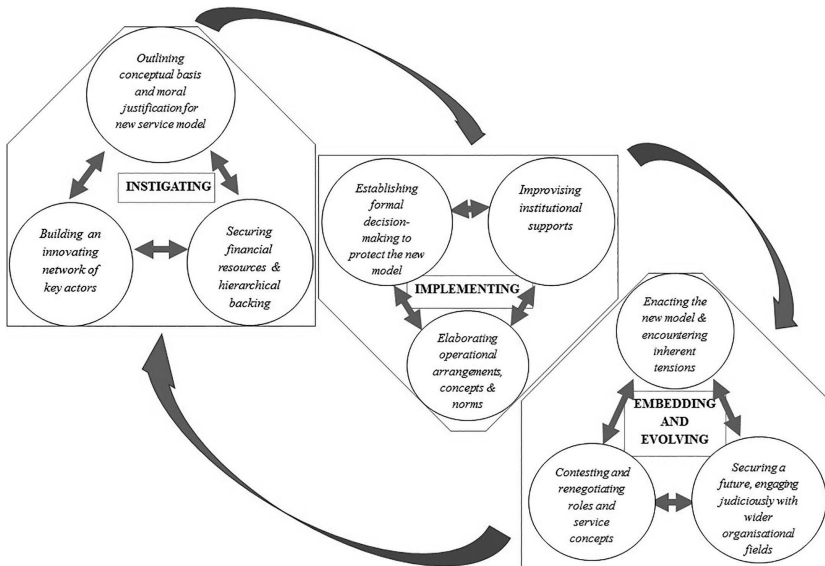 Outlining
conceptual basis
and moral
justification for
new service model
INSTIGATING
Building an
innovating
network of
key actors
Securing
financial
resources &
hierarchical
backing
Establishing
formal
decision-
making to
protect the new
model
Improvising
institutional
supports
IMPLEMENTING
Elaborating
operational
arrangements,
concepts &
norms
Enacting the
new model &
encountering
inherent
tensions
EMBEDDING
AND
EVOLVING
Contesting and
renegotiating
roles and
service
concepts
Securing a
future, engaging
judiciously with
wider
organisational
fields